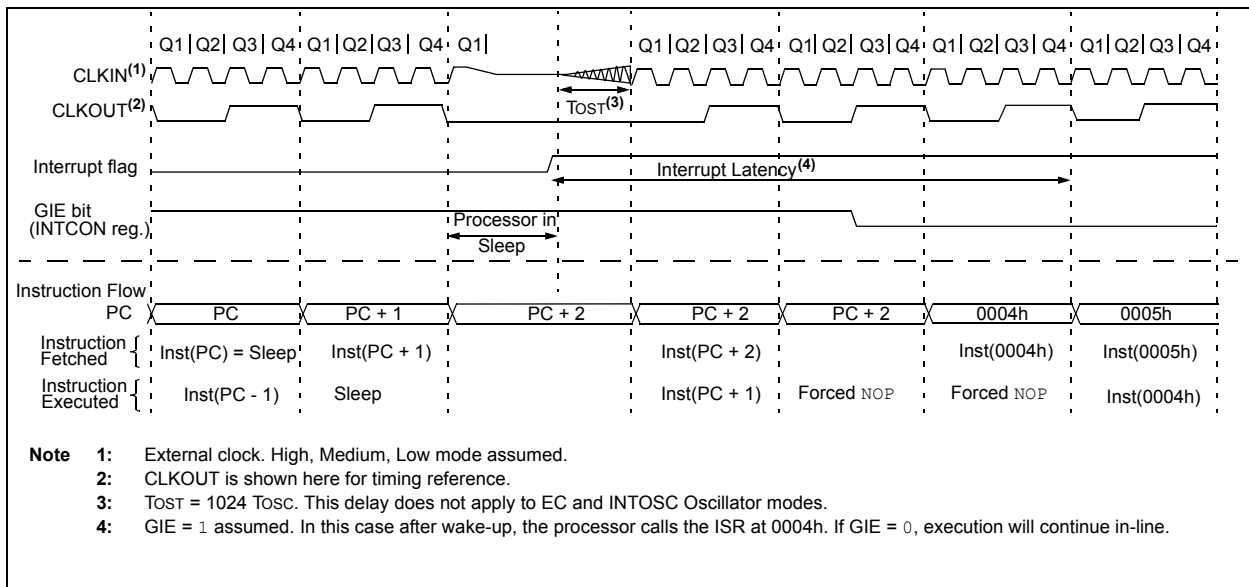 Q1| Q2| Q3| Q4 Q1| Q2| Q3| Q4 Q1| Q1| Q2| Q3| Q4 Q1| Q2| Q3| Q4 Q1| Q2| Q3| Q4 Q1| Q2| Q3| Q4
CLKIN(1)
TOST(3)
CLKOUT(2)
Interrupt flag
Interrupt Latency(4)
GIE bit
(INTCON reg.)
Processor in
Sleep
Instruction Flow
PC PC PC + 1 PC + 2 PC + 2 PC + 2 0004h 0005h
Instruction
Fetched { Inst(PC) = Sleep Inst(PC + 1) Inst(PC + 2) Inst(0004h) Inst(0005h)
Instruction
Executed { Inst(PC - 1) Sleep Inst(PC + 1) Forced NOP Forced NOP Inst(0004h)
Note 1: External clock. High, Medium, Low mode assumed.
2: CLKOUT is shown here for timing reference.
3: TOST = 1024 TOSC. This delay does not apply to EC and INTOSC Oscillator modes.
4: GIE = 1 assumed. In this case after wake-up, the processor calls the ISR at 0004h. If GIE = 0, execution will continue in-line.